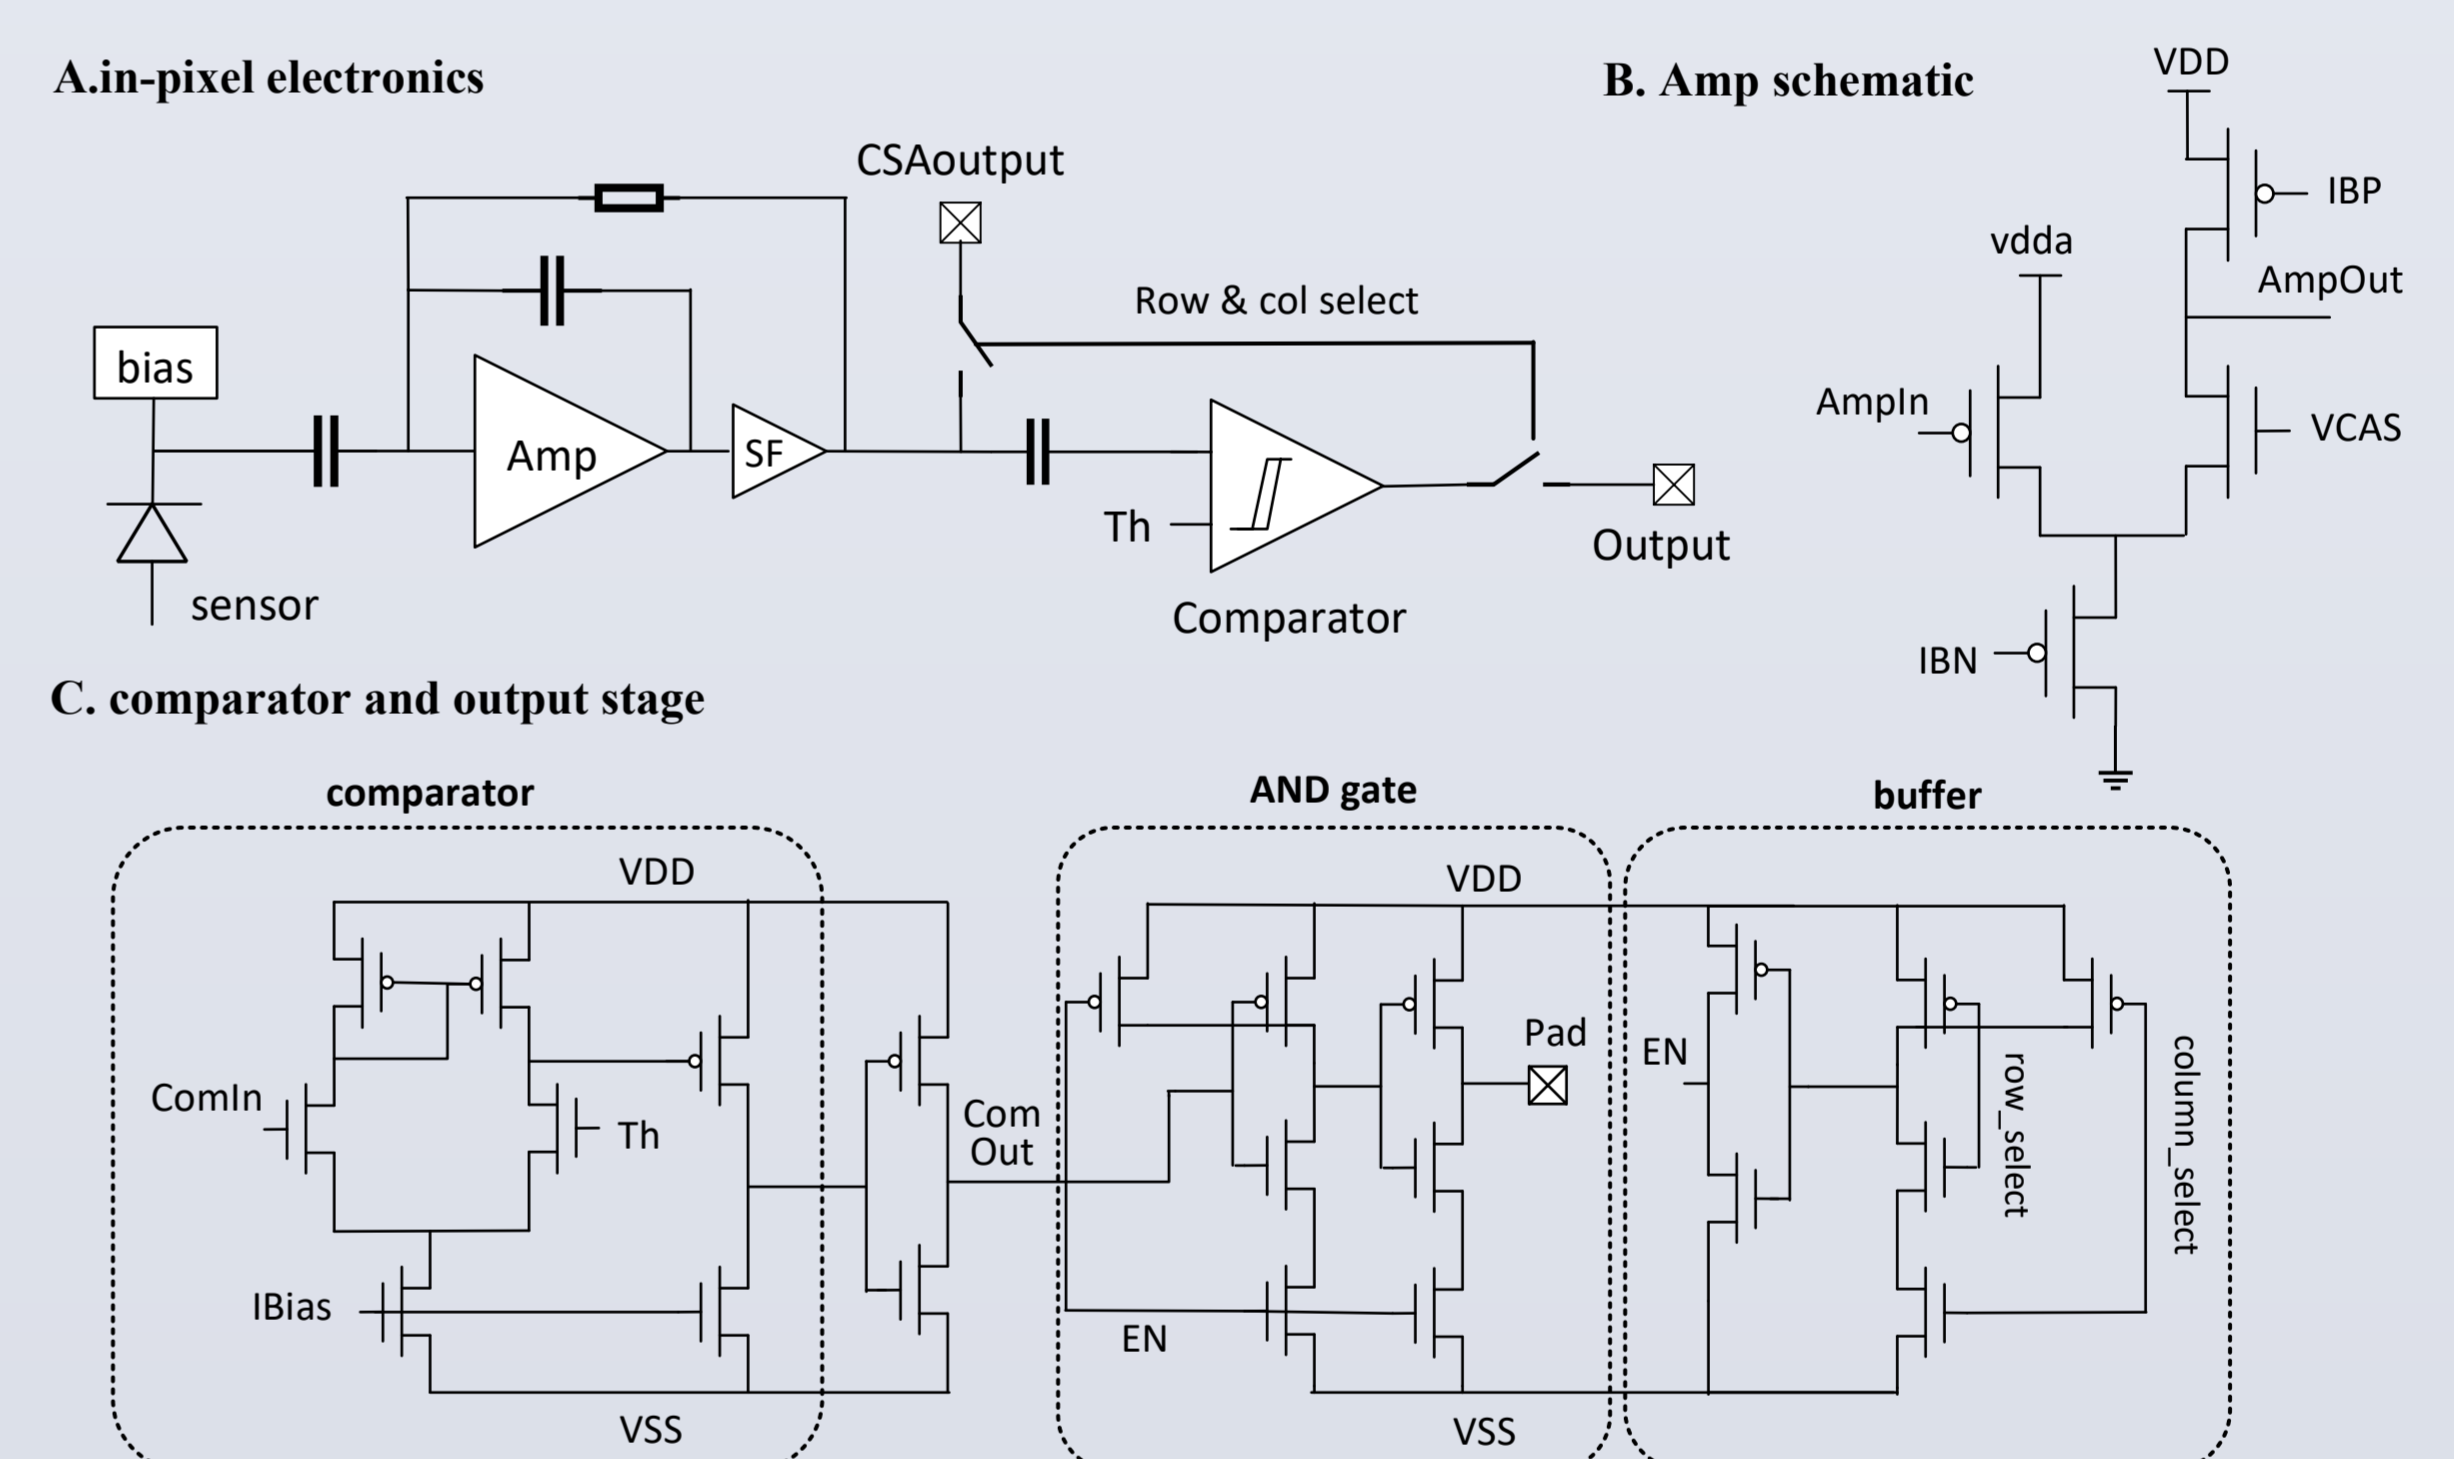 A.in-pixel electronics
CSAoutput
Row & col select
bias
Amp
SF
Th
Output
sensor
Comparator
B. Amp schematic
VDD
IBP
vdda
AmpOut
AmpIn
VCAS
IBN
C. comparator and output stage
comparator
VDD
ComIn
Th
IBias
VSS
Com
Out
AND gate
VDD
Pad
EN
VSS
buffer
EN
row_select
column_select